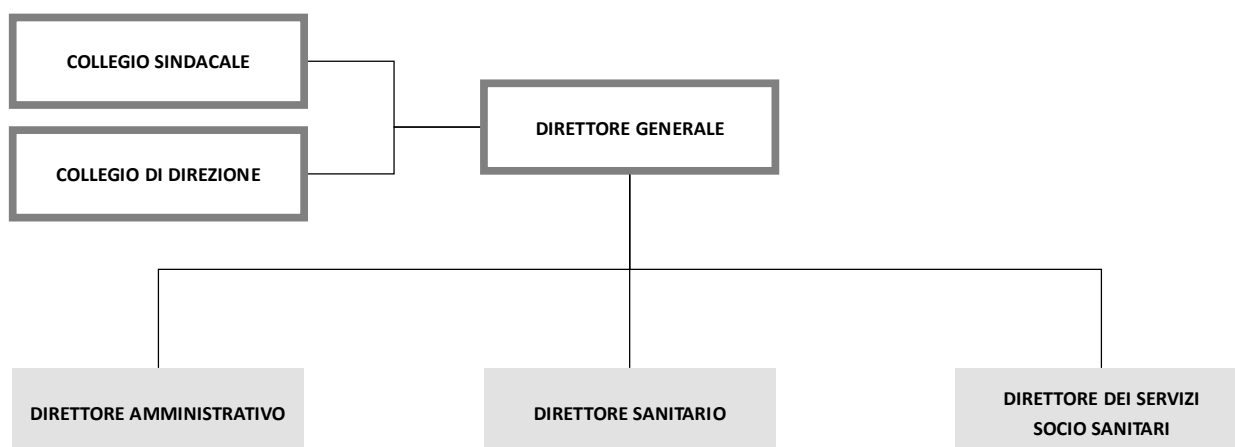 COLLEGIO SINDACALE
DIRETTORE GENERALE
COLLEGIO DI DIREZIONE
DIRETTORE AMMINISTRATIVO
DIRETTORE SANITARIO
DIRETTORE DEI SERVIZI
SOCIO SANITARI